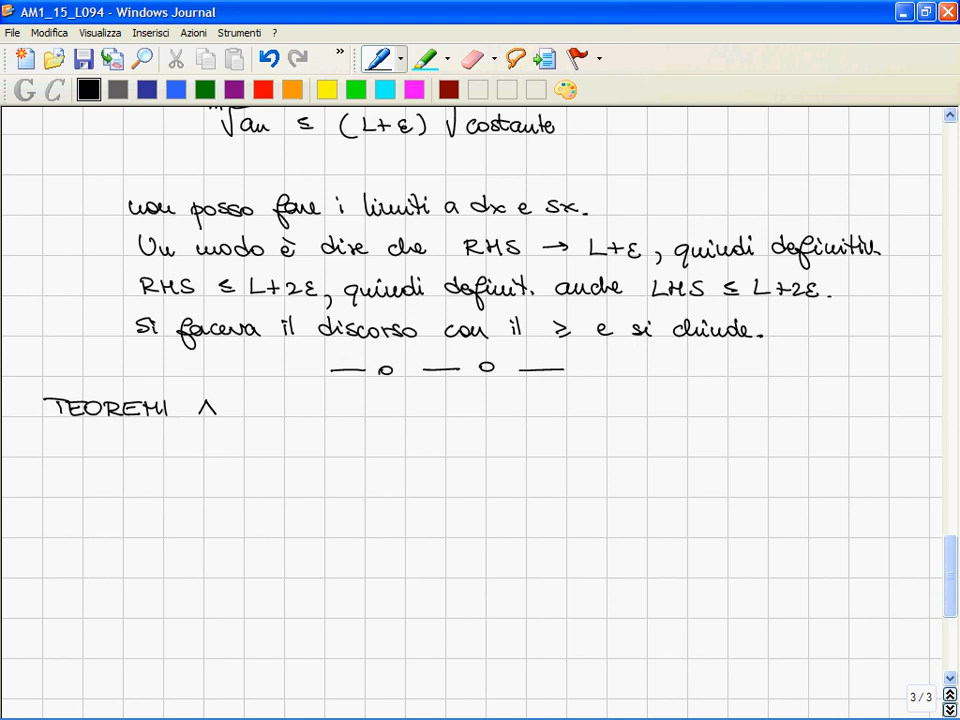 AM1_15_L094 - Windows Journal
File Modifica Visualizza Inserisci Azioni Strumenti ?
»
G C
√an ≤ (L+ε) √costante
non posso fare i limiti a dx e sx.
Un modo è dire che RHS → L+ε, quindi definitiv.
RHS ≤ L+2ε, quindi definit. anche LHS ≤ L+2ε.
Si faceva il discorso con il ≥ e si chiude.
— o — o —
TEOREMI
3 / 3